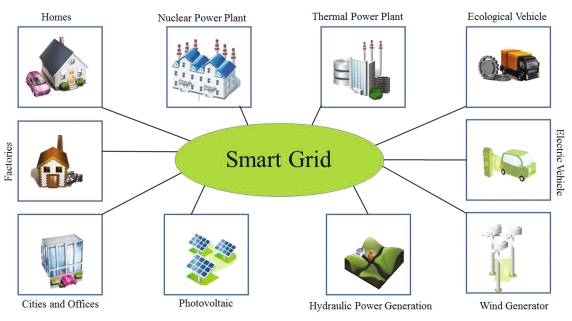 Homes
Nuclear Power Plant
Thermal Power Plant
Ecological Vehicle
Factories
Smart Grid
Electric Vehicle
Cities and Offices
Photovoltaic
Hydraulic Power Generation
Wind Generator